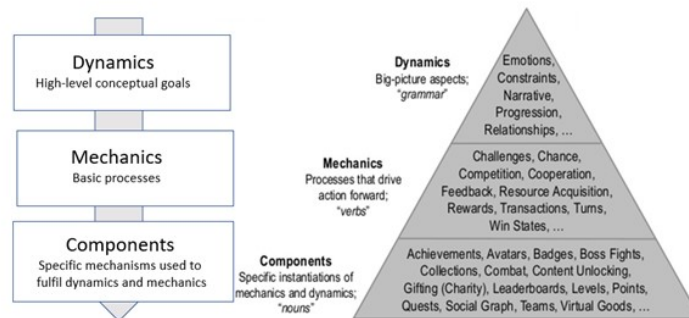 Dynamics
High-level conceptual goals
Mechanics
Basic processes
Components
Specific mechanisms used to
fulfil dynamics and mechanics
Dynamics
Big-picture aspects;
"grammar"
Emotions,
Constraints,
Narrative,
Progression,
Relationships, ...
Mechanics
Processes that drive
action forward;
"verbs"
Challenges, Chance,
Competition, Cooperation,
Feedback, Resource Acquisition,
Rewards, Transactions, Turns,
Win States, ...
Components
Specific instantiations of
mechanics and dynamics;
"nouns"
Achievements, Avatars, Badges, Boss Fights,
Collections, Combat, Content Unlocking,
Gifting (Charity), Leaderboards, Levels, Points,
Quests, Social Graph, Teams, Virtual Goods, ...